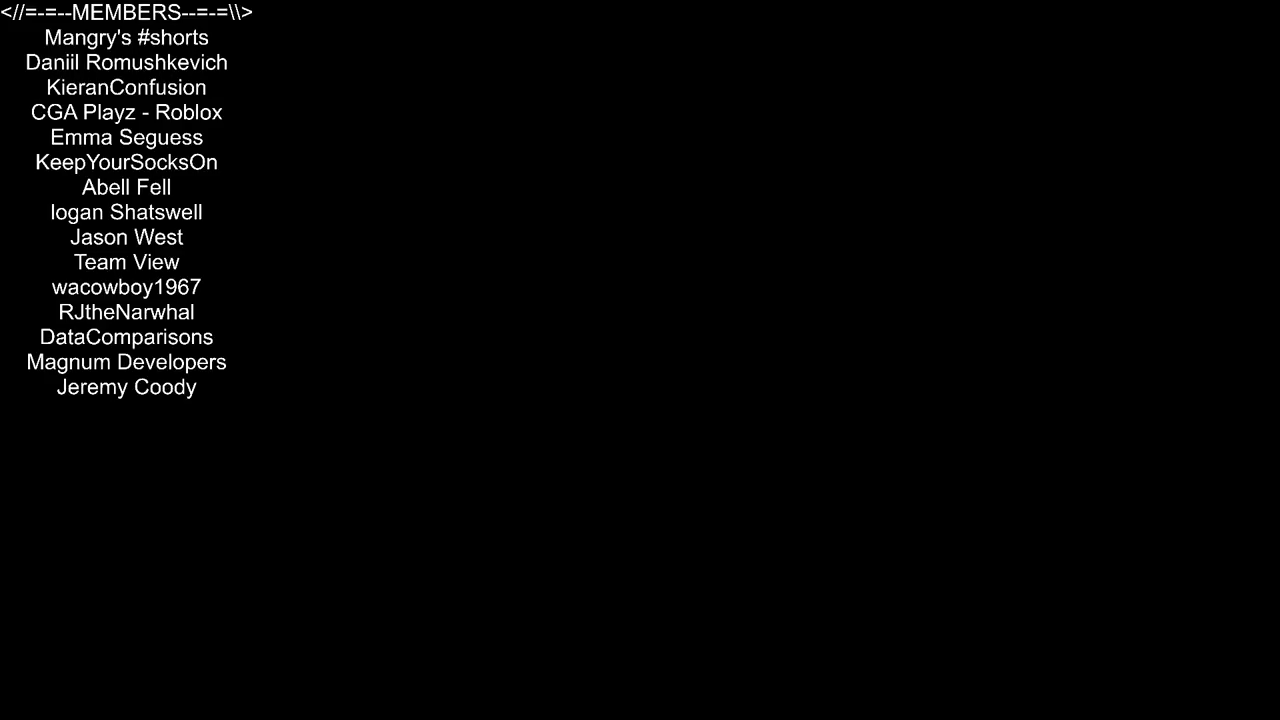 <//=-=--MEMBERS--=-=\\>
Mangry's #shorts
Daniil Romushkevich
KieranConfusion
CGA Playz - Roblox
Emma Seguess
KeepYourSocksOn
Abell Fell
logan Shatswell
Jason West
Team View
wacowboy1967
RJtheNarwhal
DataComparisons
Magnum Developers
Jeremy Coody